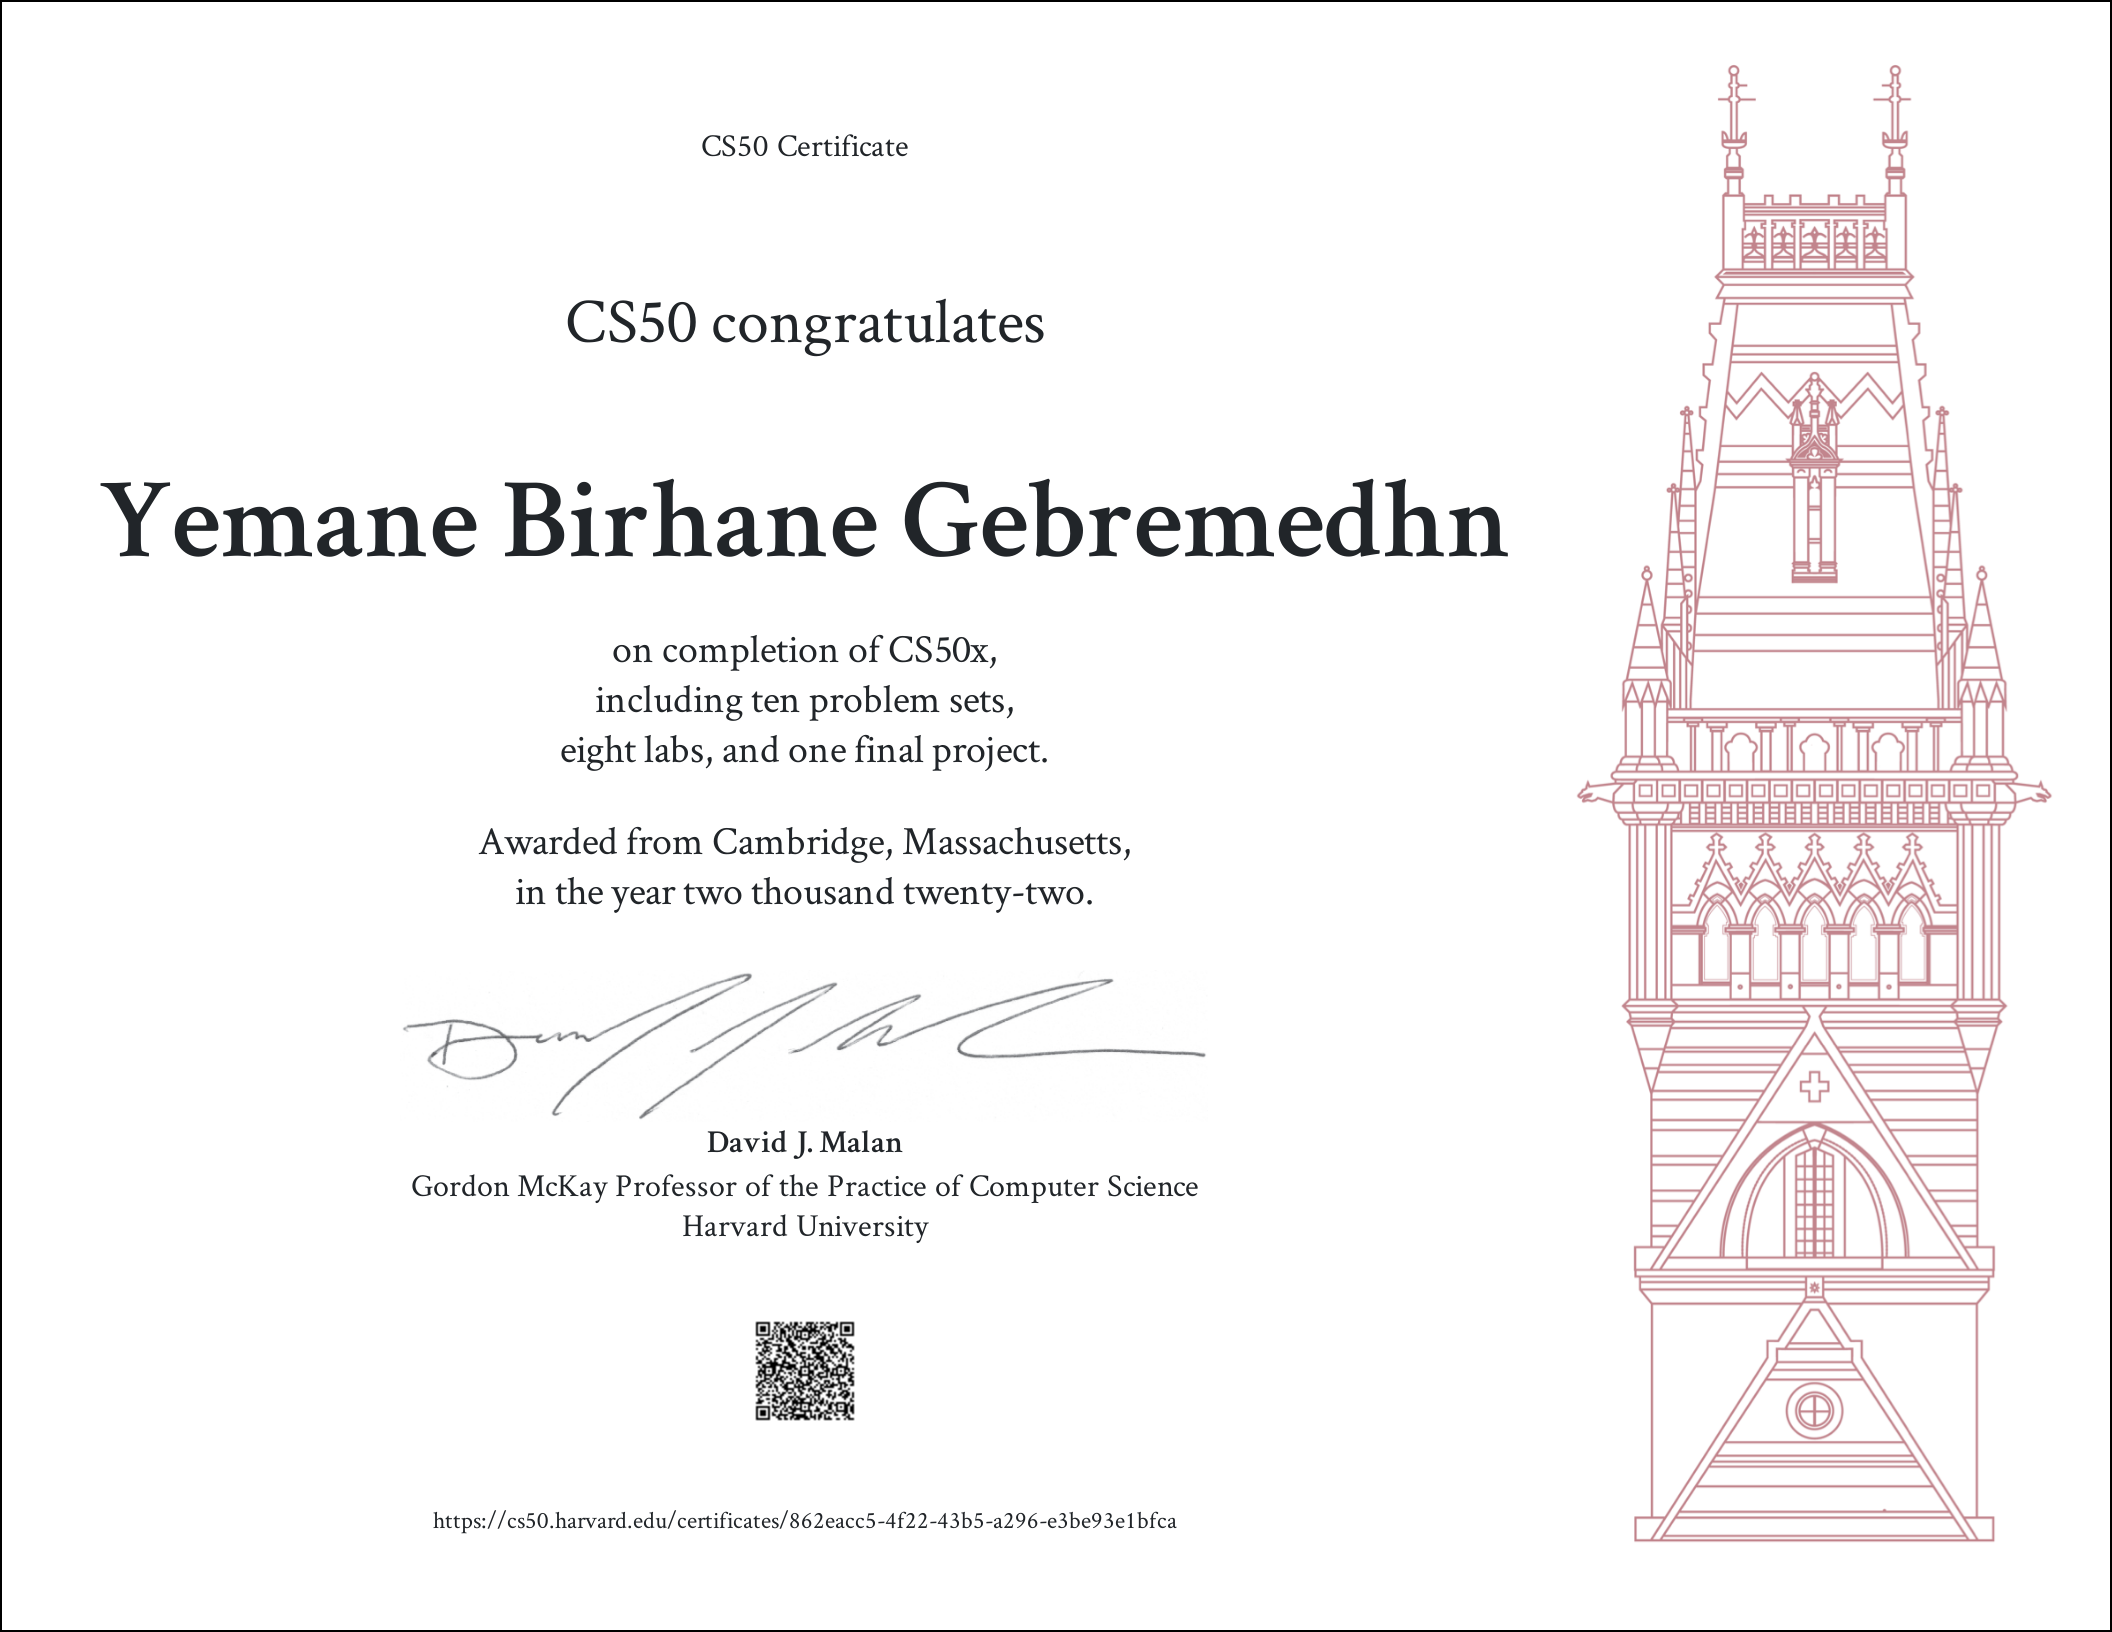 CS50 Certificate
CS50 congratulates
Yemane Birhane Gebremedhn
on completion of CS50x,
including ten problem sets,
eight labs, and one final project.
Awarded from Cambridge, Massachusetts,
in the year two thousand twenty-two.
David J. Malan
Gordon McKay Professor of the Practice of Computer Science
Harvard University
https://cs50.harvard.edu/certificates/862eacc5-4f22-43b5-a296-e3be93e1bfca